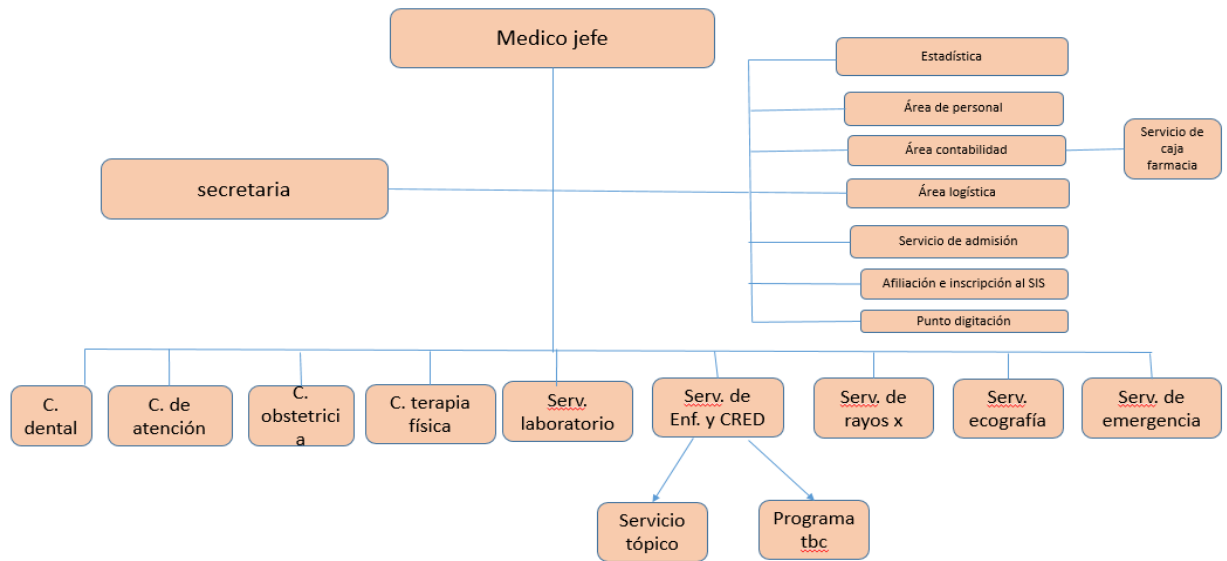 Medico jefe
Estadística
Área de personal
Servicio de
caja
farmacia
Área contabilidad
secretaria
Área logística
Servicio de admisión
Afiliación e inscripción al SIS
Punto digitación
C.
dental
C. de
atención
C.
obstetrici
a
C. terapia
física
Serv.
laboratorio
Serv. de
Enf. y CRED
Serv. de
rayos x
Serv.
ecografía
Serv. de
emergencia
Servicio
tópico
Programa
tbc